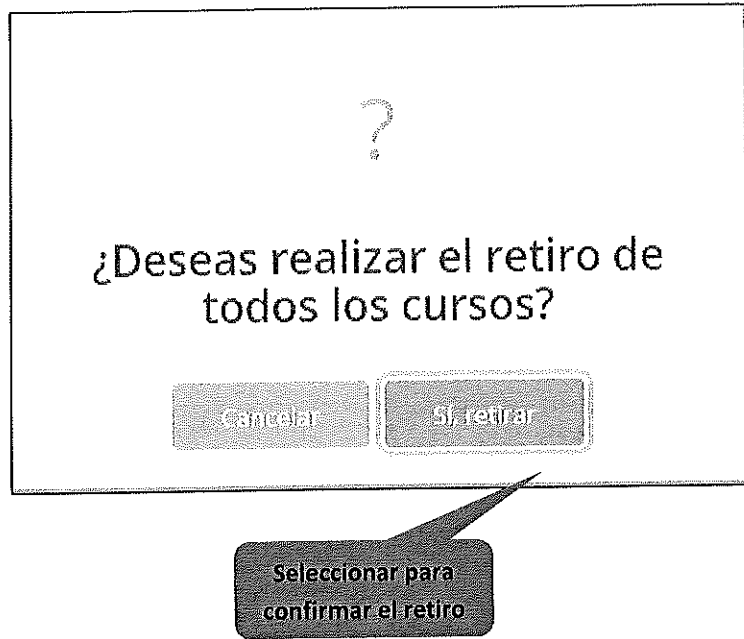 ?
¿Deseas realizar el retiro de
todos los cursos?
Cancelar
Sí, retirar
Seleccionar para
confirmar el retiro